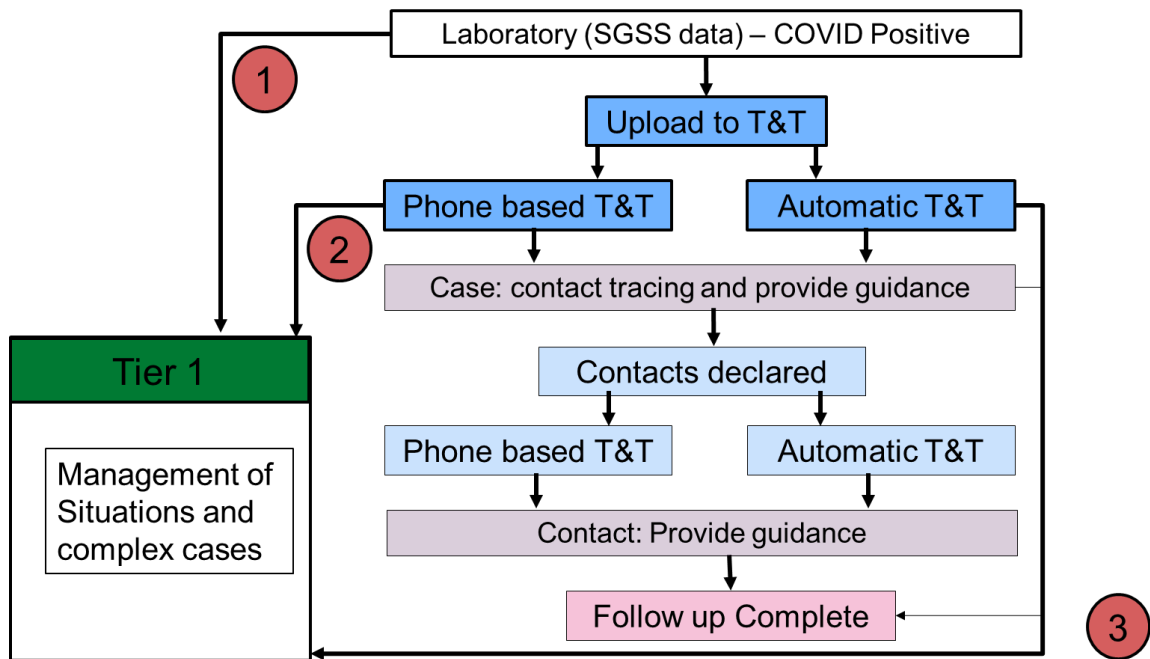 Laboratory (SGSS data) – COVID Positive
1
Upload to T&T
Phone based T&T
Automatic T&T
2
Case: contact tracing and provide guidance
Tier 1
Contacts declared
Phone based T&T
Automatic T&T
Management of
Situations and
complex cases
Contact: Provide guidance
Follow up Complete
3